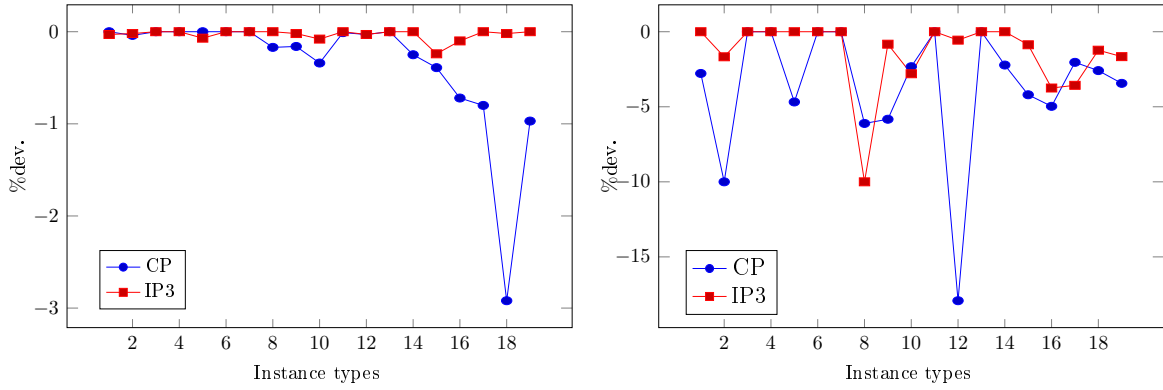 0
−1
−2
−3
%dev.
CP
IP3
2 4 6 8 10 12 14 16 18
Instance types
0
−5
−10
−15
%dev.
CP
IP3
2 4 6 8 10 12 14 16 18
Instance types